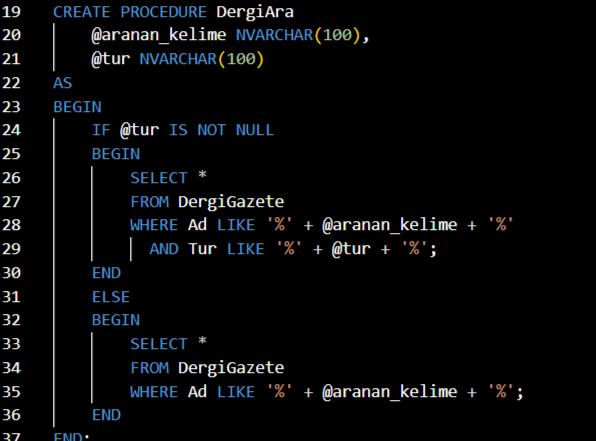 19 CREATE PROCEDURE DergiAra
20 @aranan_kelime NVARCHAR(100),
21 @tur NVARCHAR(100)
22 AS
23 BEGIN
24 IF @tur IS NOT NULL
25 BEGIN
26 SELECT *
27 FROM DergiGazete
28 WHERE Ad LIKE '%' + @aranan_kelime + '%'
29 AND Tur LIKE '%' + @tur + '%';
30 END
31 ELSE
32 BEGIN
33 SELECT *
34 FROM DergiGazete
35 WHERE Ad LIKE '%' + @aranan_kelime + '%';
36 END
37 END;